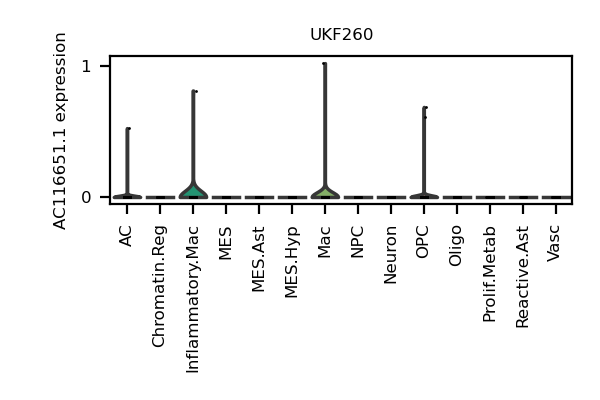 UKF260
AC116651.1 expression
1
0
AC
Chromatin.Reg
Inflammatory.Mac
MES
MES.Ast
MES.Hyp
Mac
NPC
Neuron
OPC
Oligo
Prolif.Metab
Reactive.Ast
Vasc